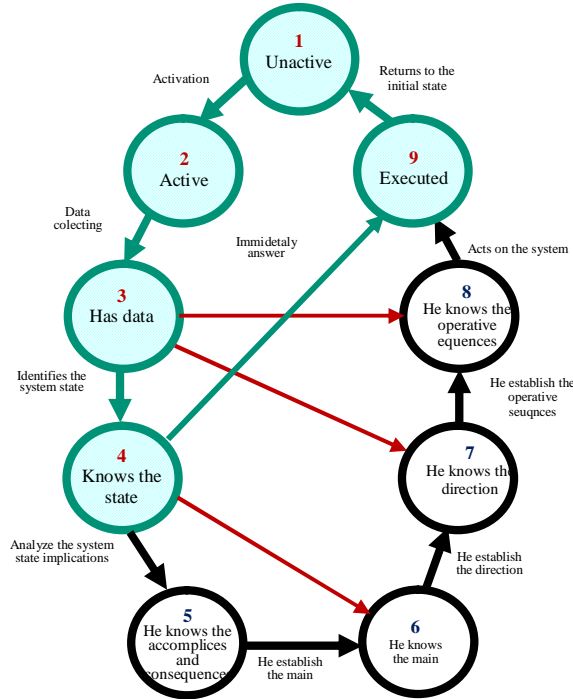 1
Unactive
Activation
Returns to the
initial state
2
Active
9
Executed
Data
colecting
Immidetaly
answer
Acts on the system
3
Has data
8
He knows the
operative
equences
Identifies the
system state
He establish the
operative
seuqnces
4
Knows the
state
7
He knows the
direction
Analyze the system
state implications
He establish
the direction
5
He knows the
accomplices
and
consequence
He establish
the main
6
He knows
the main